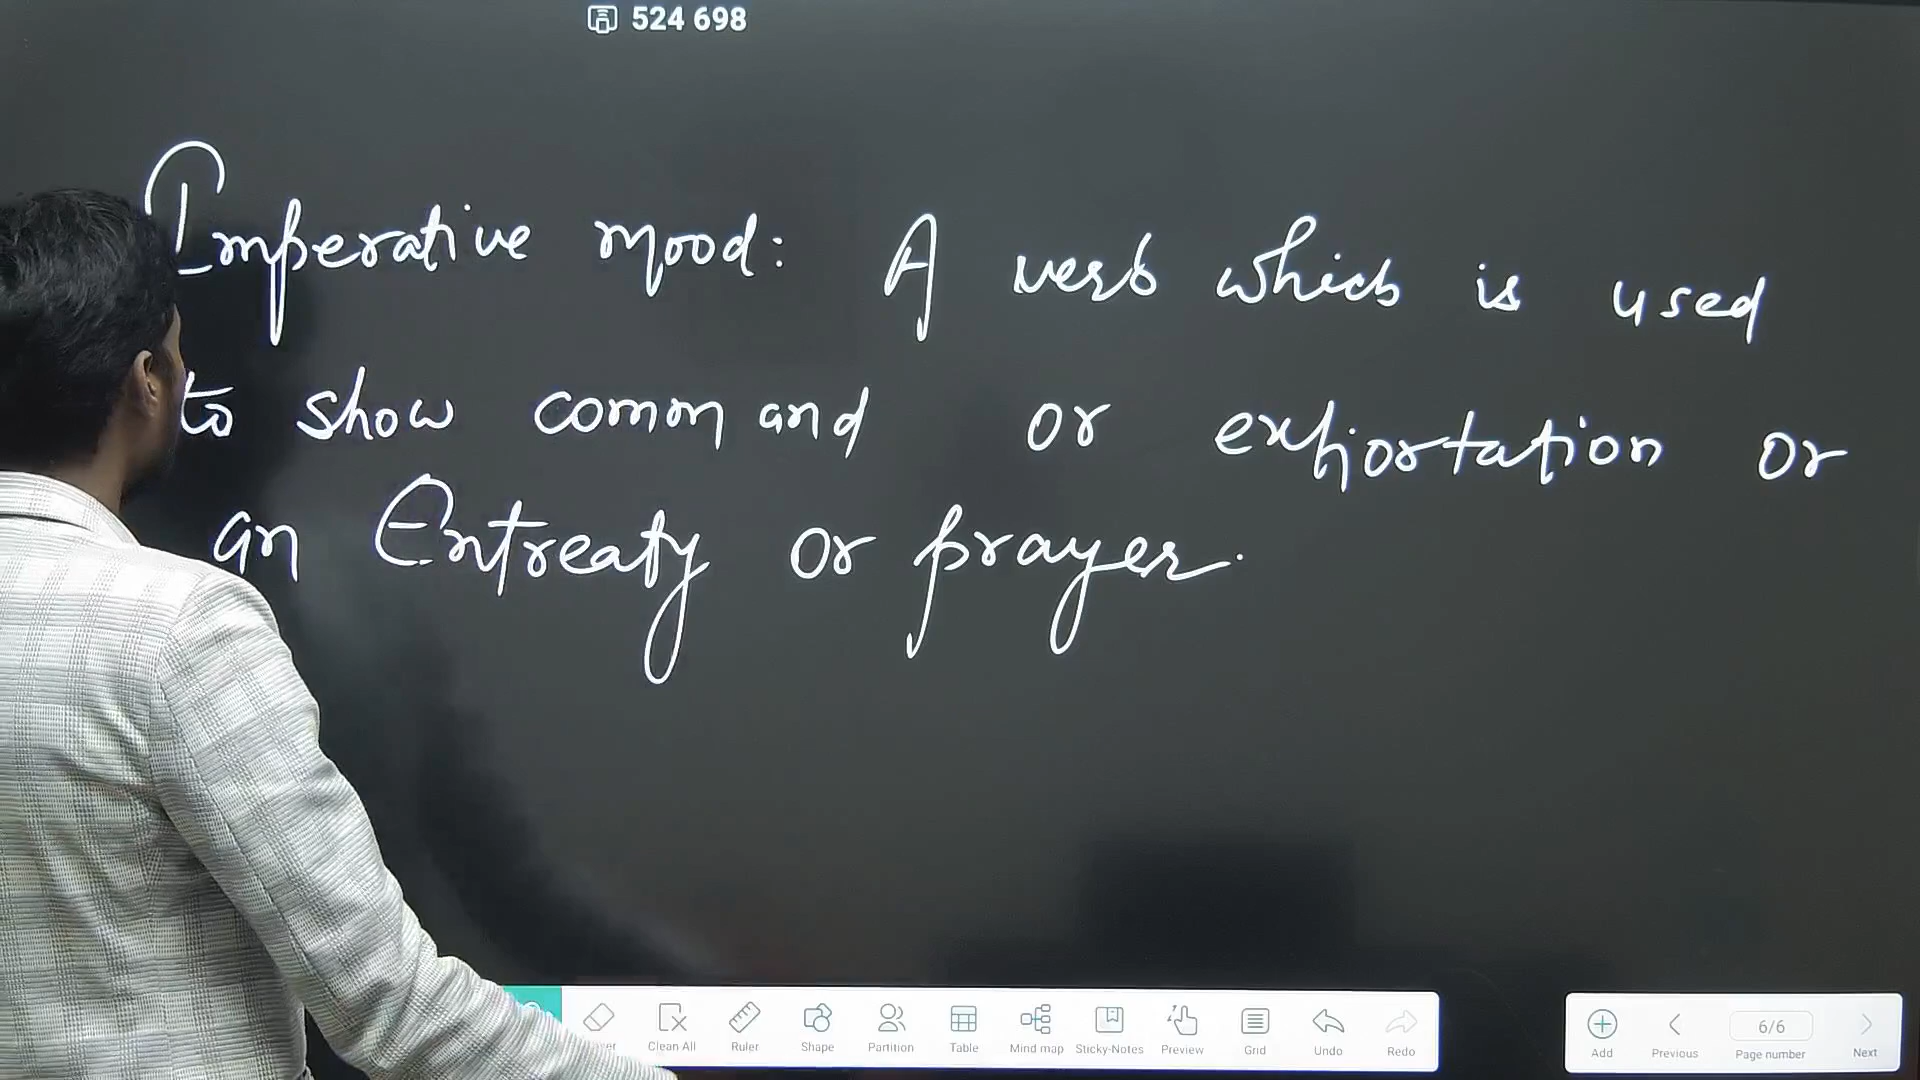 524 698
Imperative mood: A verb which is used
to show command or exhortation or
an Entreaty or prayer.
Clean All Ruler Shape Partition Table Mind map Sticky-Notes Preview Grid Undo Redo
Add Previous 6/6 Page number Next